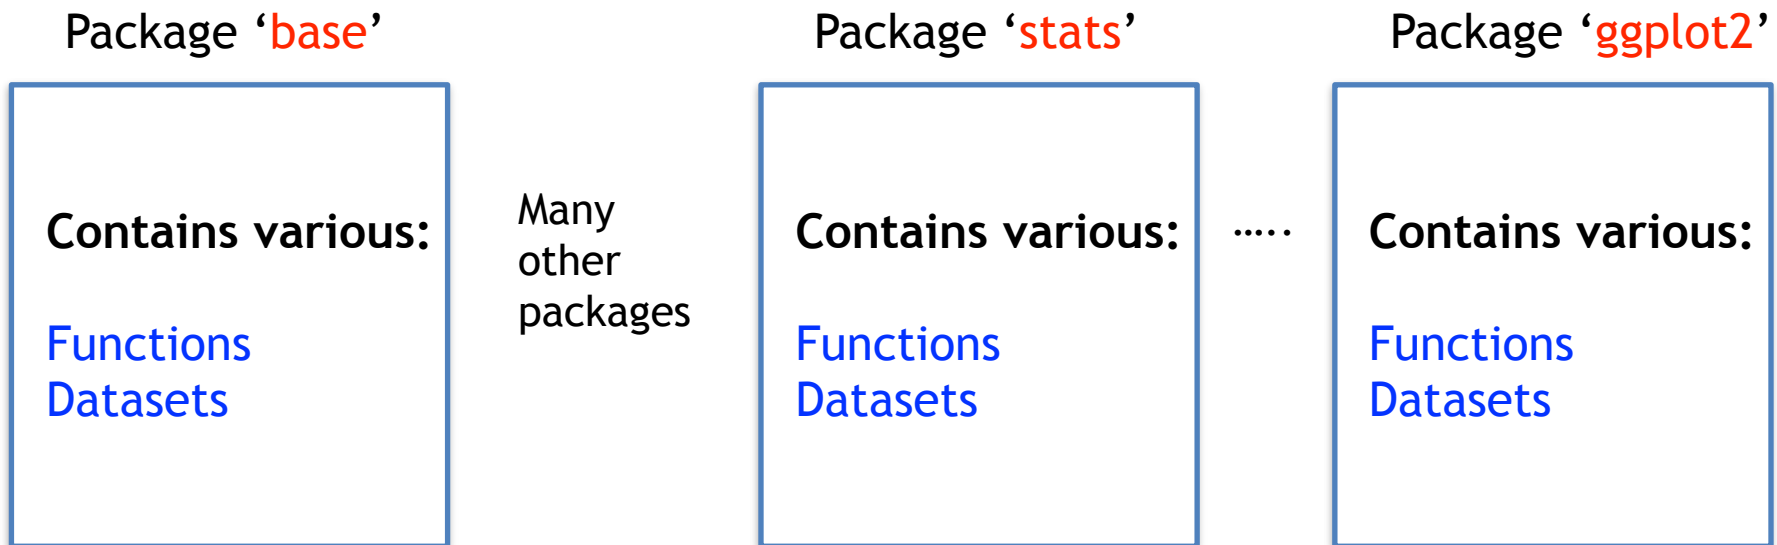 Package ‘base’
Contains various:
Functions
Datasets
Many
other
packages
Package ‘stats’
Contains various:
Functions
Datasets
.....
Package ‘ggplot2’
Contains various:
Functions
Datasets